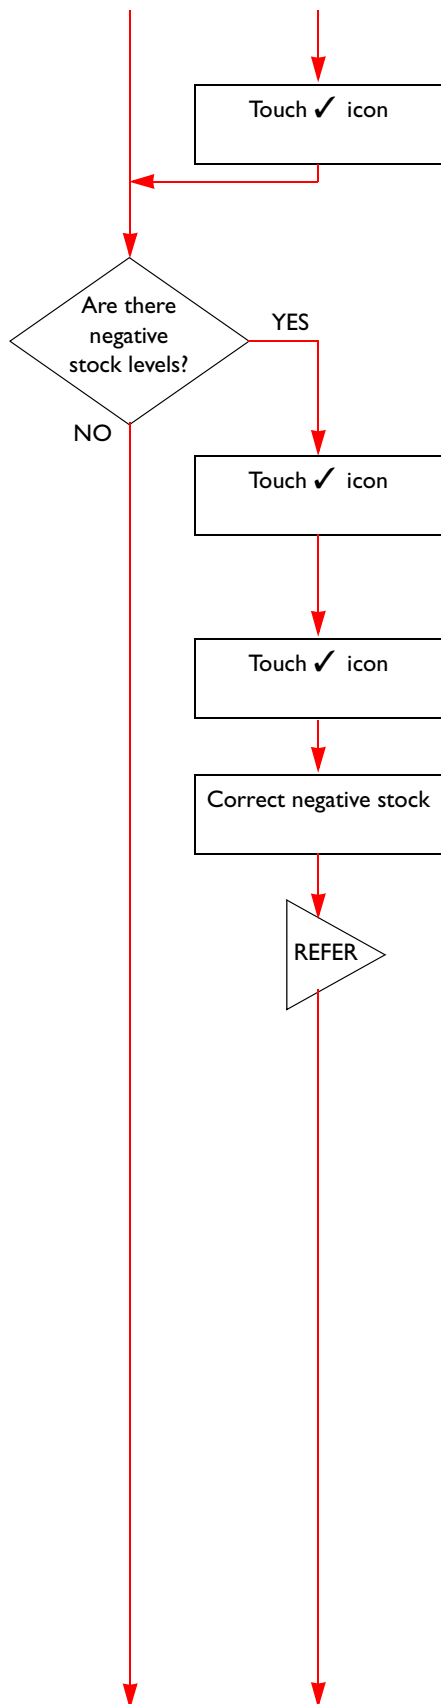 Touch ✓ icon
Are there
negative
stock levels?
YES
NO
Touch ✓ icon
Touch ✓ icon
Correct negative stock
REFER